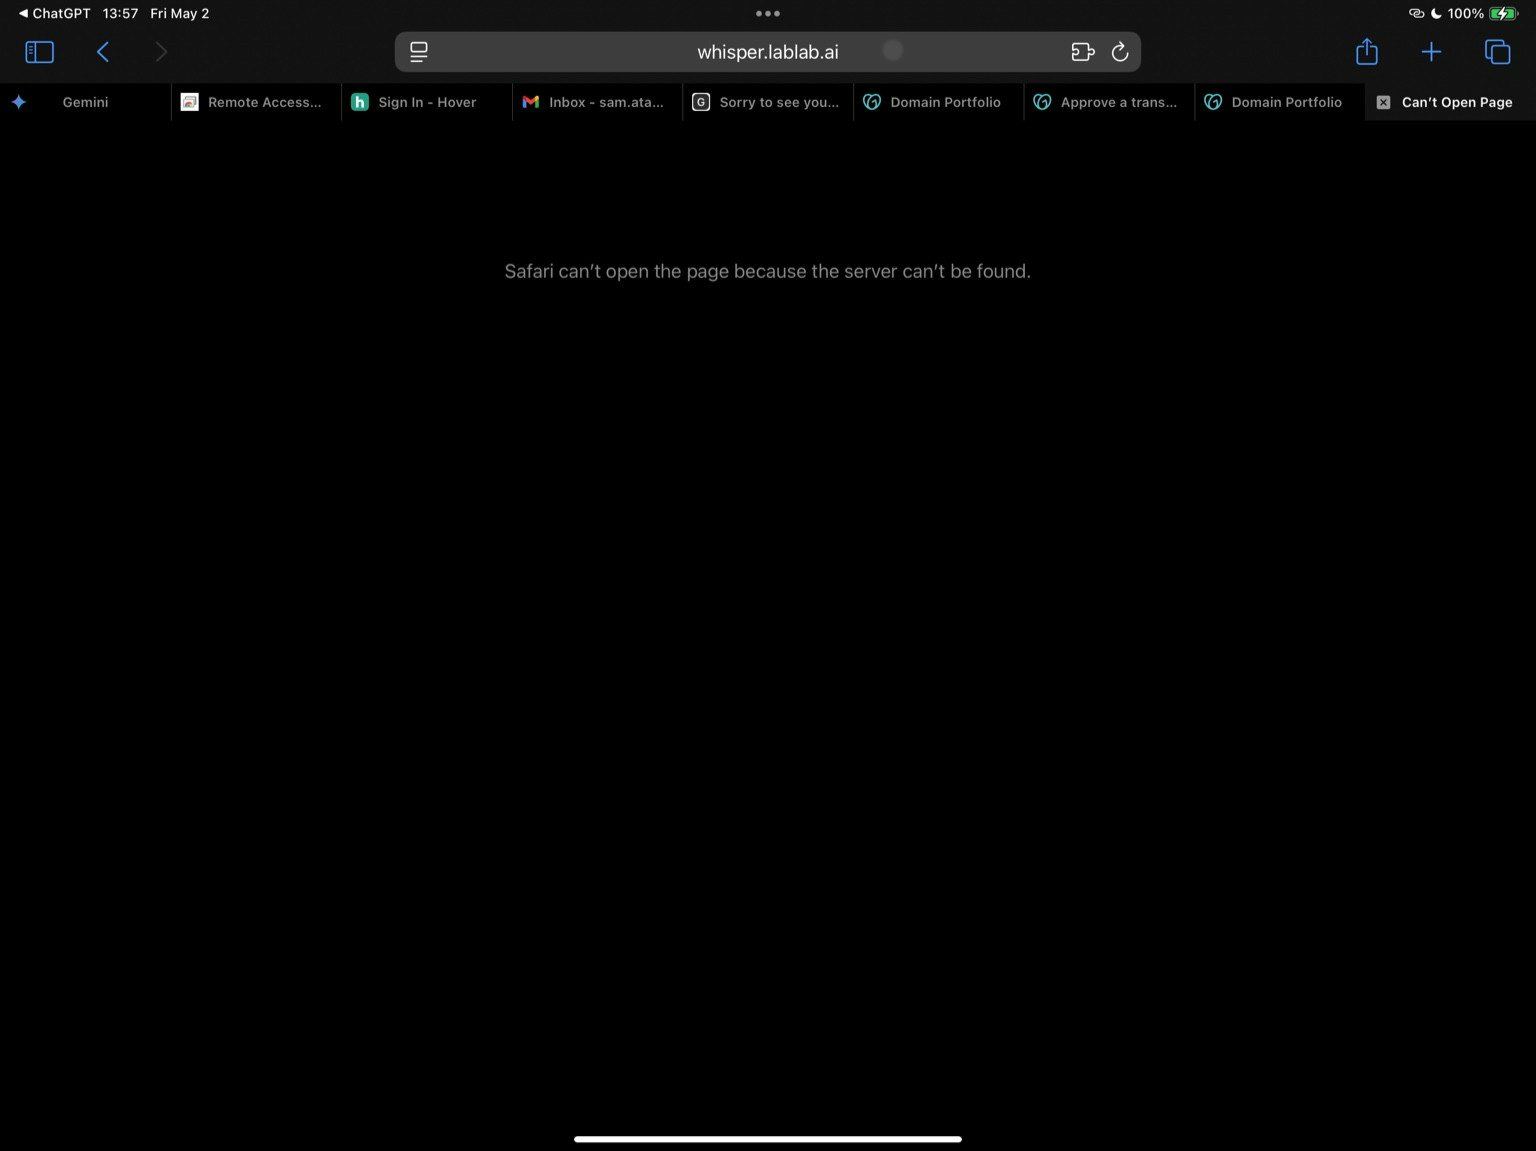 ◀ ChatGPT 13:57 Fri May 2
100%
whisper.lablab.ai
Gemini
Remote Access...
h Sign In - Hover
Inbox - sam.ata...
G Sorry to see you...
Domain Portfolio
Approve a trans...
Domain Portfolio
Can't Open Page
Safari can't open the page because the server can't be found.